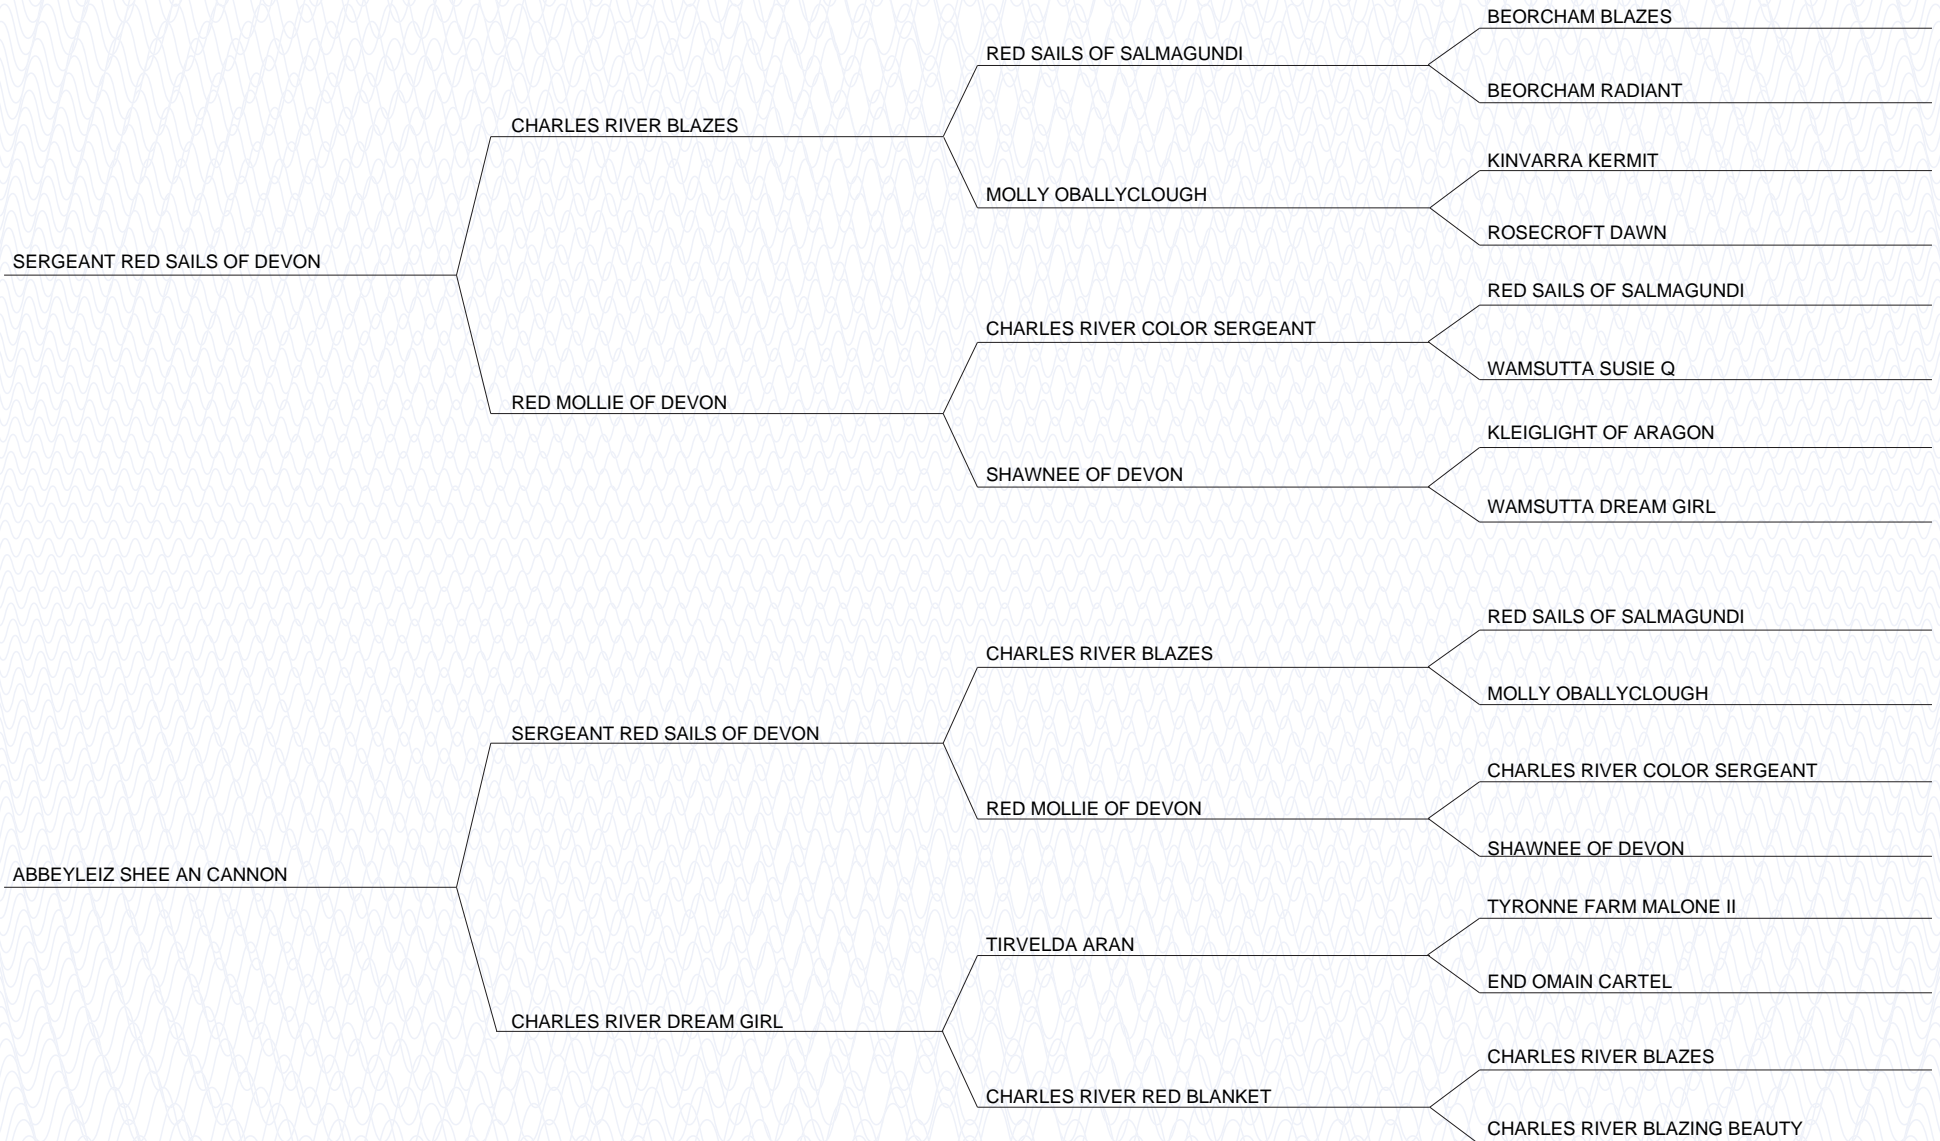 BEORCHAM BLAZES
RED SAILS OF SALMAGUNDI
BEORCHAM RADIANT
CHARLES RIVER BLAZES
KINVARRA KERMIT
MOLLY OBALLYCLOUGH
ROSECROFT DAWN
SERGEANT RED SAILS OF DEVON
RED SAILS OF SALMAGUNDI
CHARLES RIVER COLOR SERGEANT
WAMSUTTA SUSIE Q
RED MOLLIE OF DEVON
KLEIGLIGHT OF ARAGON
SHAWNEE OF DEVON
WAMSUTTA DREAM GIRL
RED SAILS OF SALMAGUNDI
CHARLES RIVER BLAZES
MOLLY OBALLYCLOUGH
SERGEANT RED SAILS OF DEVON
CHARLES RIVER COLOR SERGEANT
RED MOLLIE OF DEVON
SHAWNEE OF DEVON
ABBEYLEIZ SHEE AN CANNON
TYRONNE FARM MALONE II
TIRVELDA ARAN
END OMAIN CARTEL
CHARLES RIVER DREAM GIRL
CHARLES RIVER BLAZES
CHARLES RIVER RED BLANKET
CHARLES RIVER BLAZING BEAUTY